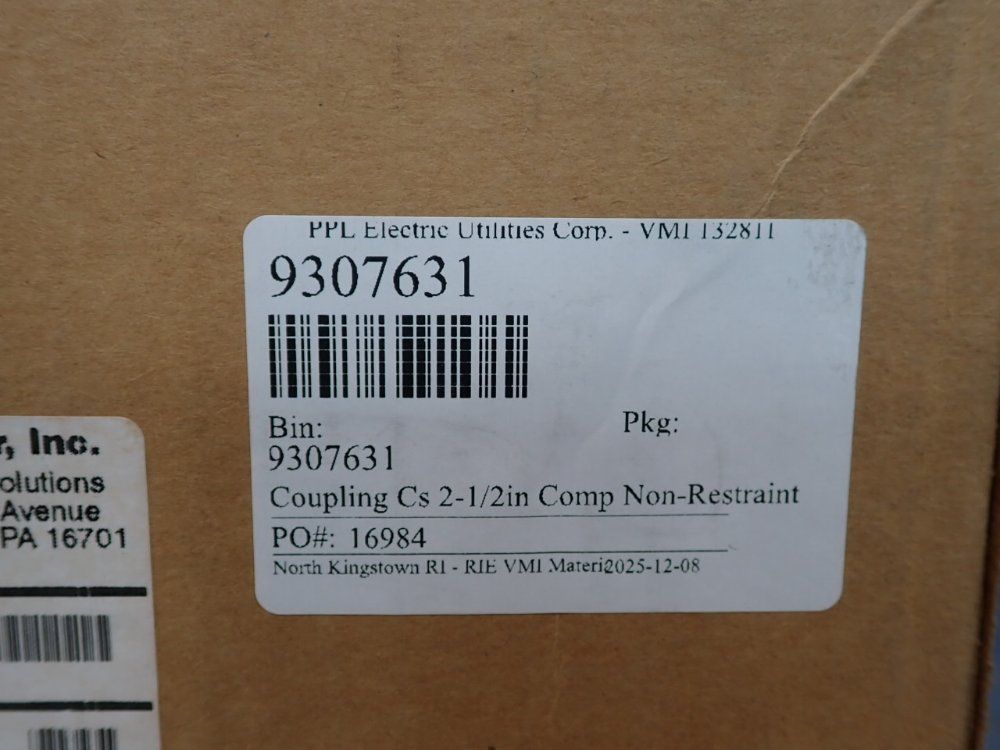 PPL Electric Utilities Corp. - VMI 132811
9307631
Bin:
Pkg:
9307631
Coupling Cs 2-1/2in Comp Non-Restraint
PO#: 16984
North Kingstown RI - RIE VMI Materi2025-12-08
r, Inc.
olutions
Avenue
PA 16701